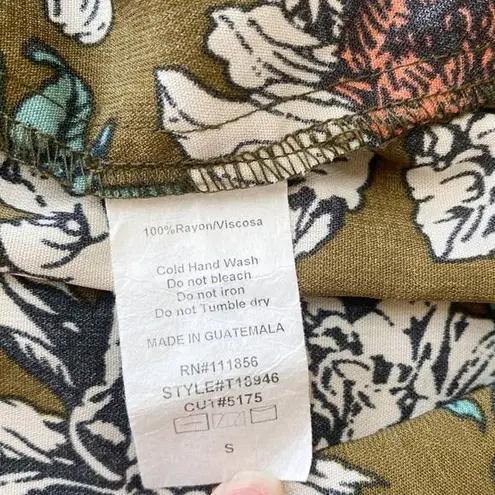 100%Rayon/Viscosa
Cold Hand Wash
Do not bleach
Do not iron
Do not Tumble dry
MADE IN GUATEMALA
RN#111856
STYLE#T18946
CUT#5175
S